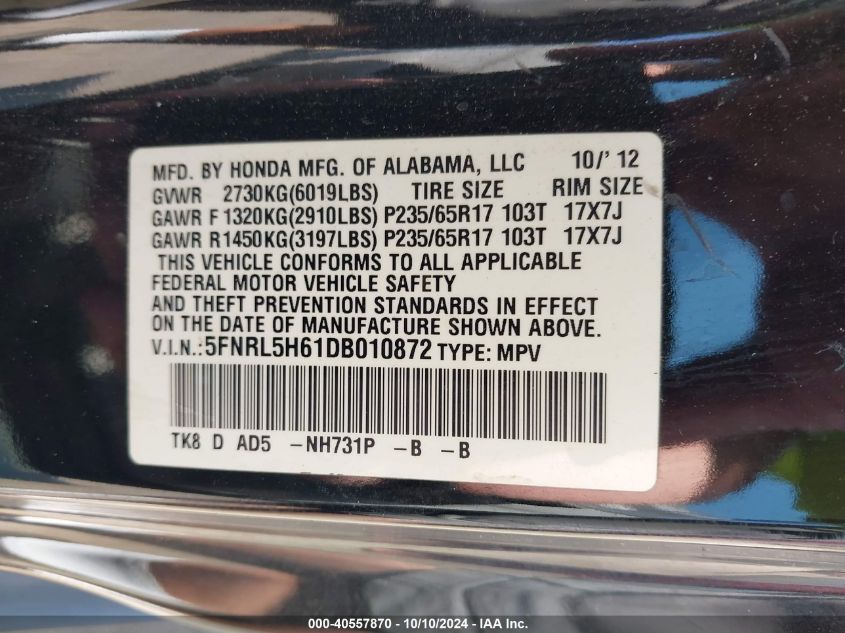 MFD. BY HONDA MFG. OF ALABAMA, LLC 10/' 12
GVWR 2730KG(6019LBS) TIRE SIZE RIM SIZE
GAWR F 1320KG(2910LBS) P235/65R17 103T 17X7J
GAWR R1450KG(3197LBS) P235/65R17 103T 17X7J
THIS VEHICLE CONFORMS TO ALL APPLICABLE
FEDERAL MOTOR VEHICLE SAFETY
AND THEFT PREVENTION STANDARDS IN EFFECT
ON THE DATE OF MANUFACTURE SHOWN ABOVE.
V.I.N.:5FNRL5H61DB010872 TYPE: MPV
TK8 D AD5 -NH731P -B -B
000-40557870 - 10/10/2024 - IAA Inc.